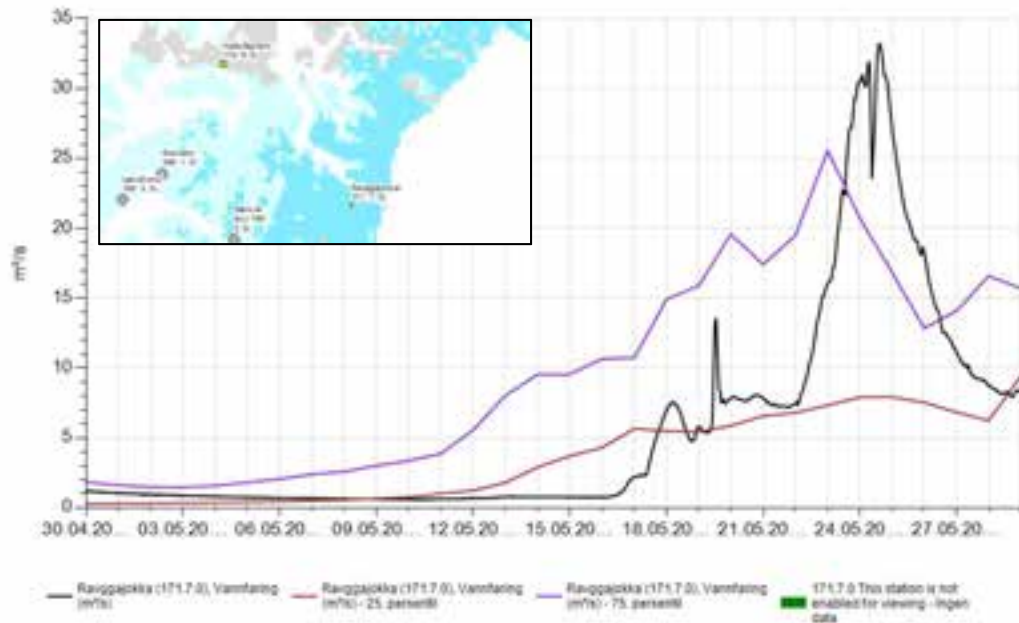 35
30
25
20
15
10
5
0
m³/s
30.04.20...
03.05.20...
06.05.20...
09.05.20...
12.05.20...
15.05.20...
18.05.20...
21.05.20...
24.05.20...
27.05.20...
Ravggajokka (171.7.0), Vannføring
(m³/s)
Ravggajokka (171.7.0), Vannføring
(m³/s) - 25. persentil
Ravggajokka (171.7.0), Vannføring
(m³/s) - 75. persentil
171.7.0 This station is not
enabled for viewing - Ingen
data